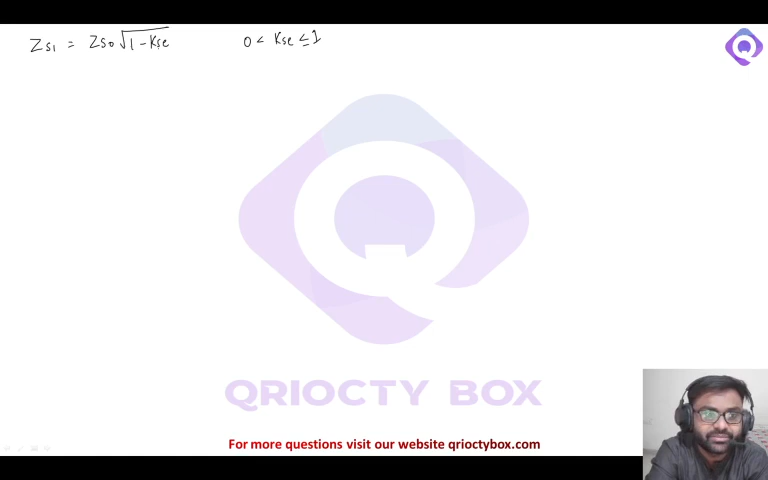 Zs1 = Zs0 √1 - Kse 0 < Kse ≤ 1
QRIOCTY BOX
For more questions visit our website qrioctybox.com